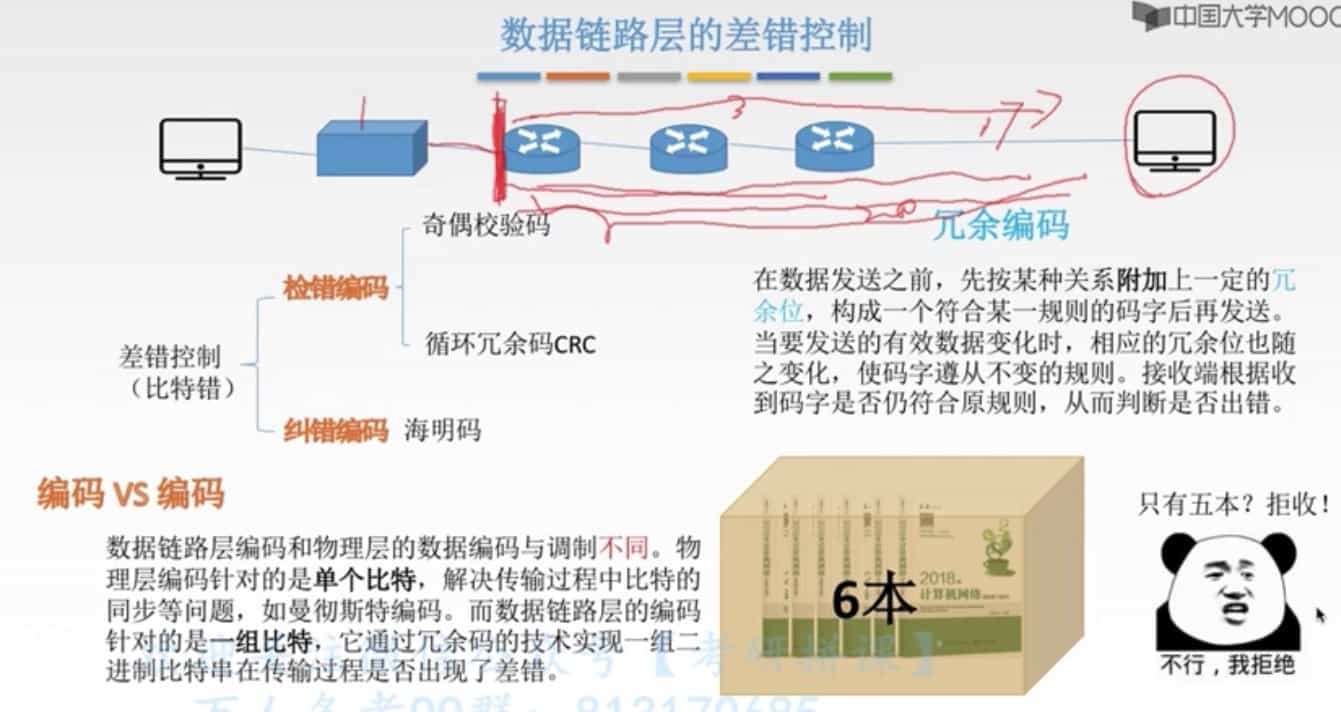 中国大学MOOC
数据链路层的差错控制
奇偶校验码
检错编码
循环冗余码CRC
差错控制
（比特错）
纠错编码 海明码
冗余编码
在数据发送之前，先按某种关系附加上一定的冗
余位，构成一个符合某一规则的码字后再发送。
当要发送的有效数据变化时，相应的冗余位也随
之变化，使码字遵从不变的规则。接收端根据收
到码字是否仍符合原规则，从而判断是否出错。
编码 VS 编码
数据链路层编码和物理层的数据编码与调制不同。物
理层编码针对的是单个比特，解决传输过程中比特的
同步等问题，如曼彻斯特编码。而数据链路层的编码
针对的是一组比特，它通过冗余码的技术实现一组二
进制比特串在传输过程是否出现了差错。
6本
2018年
计算机网络
只有五本？拒收！
不行，我拒绝
【考研拼课】